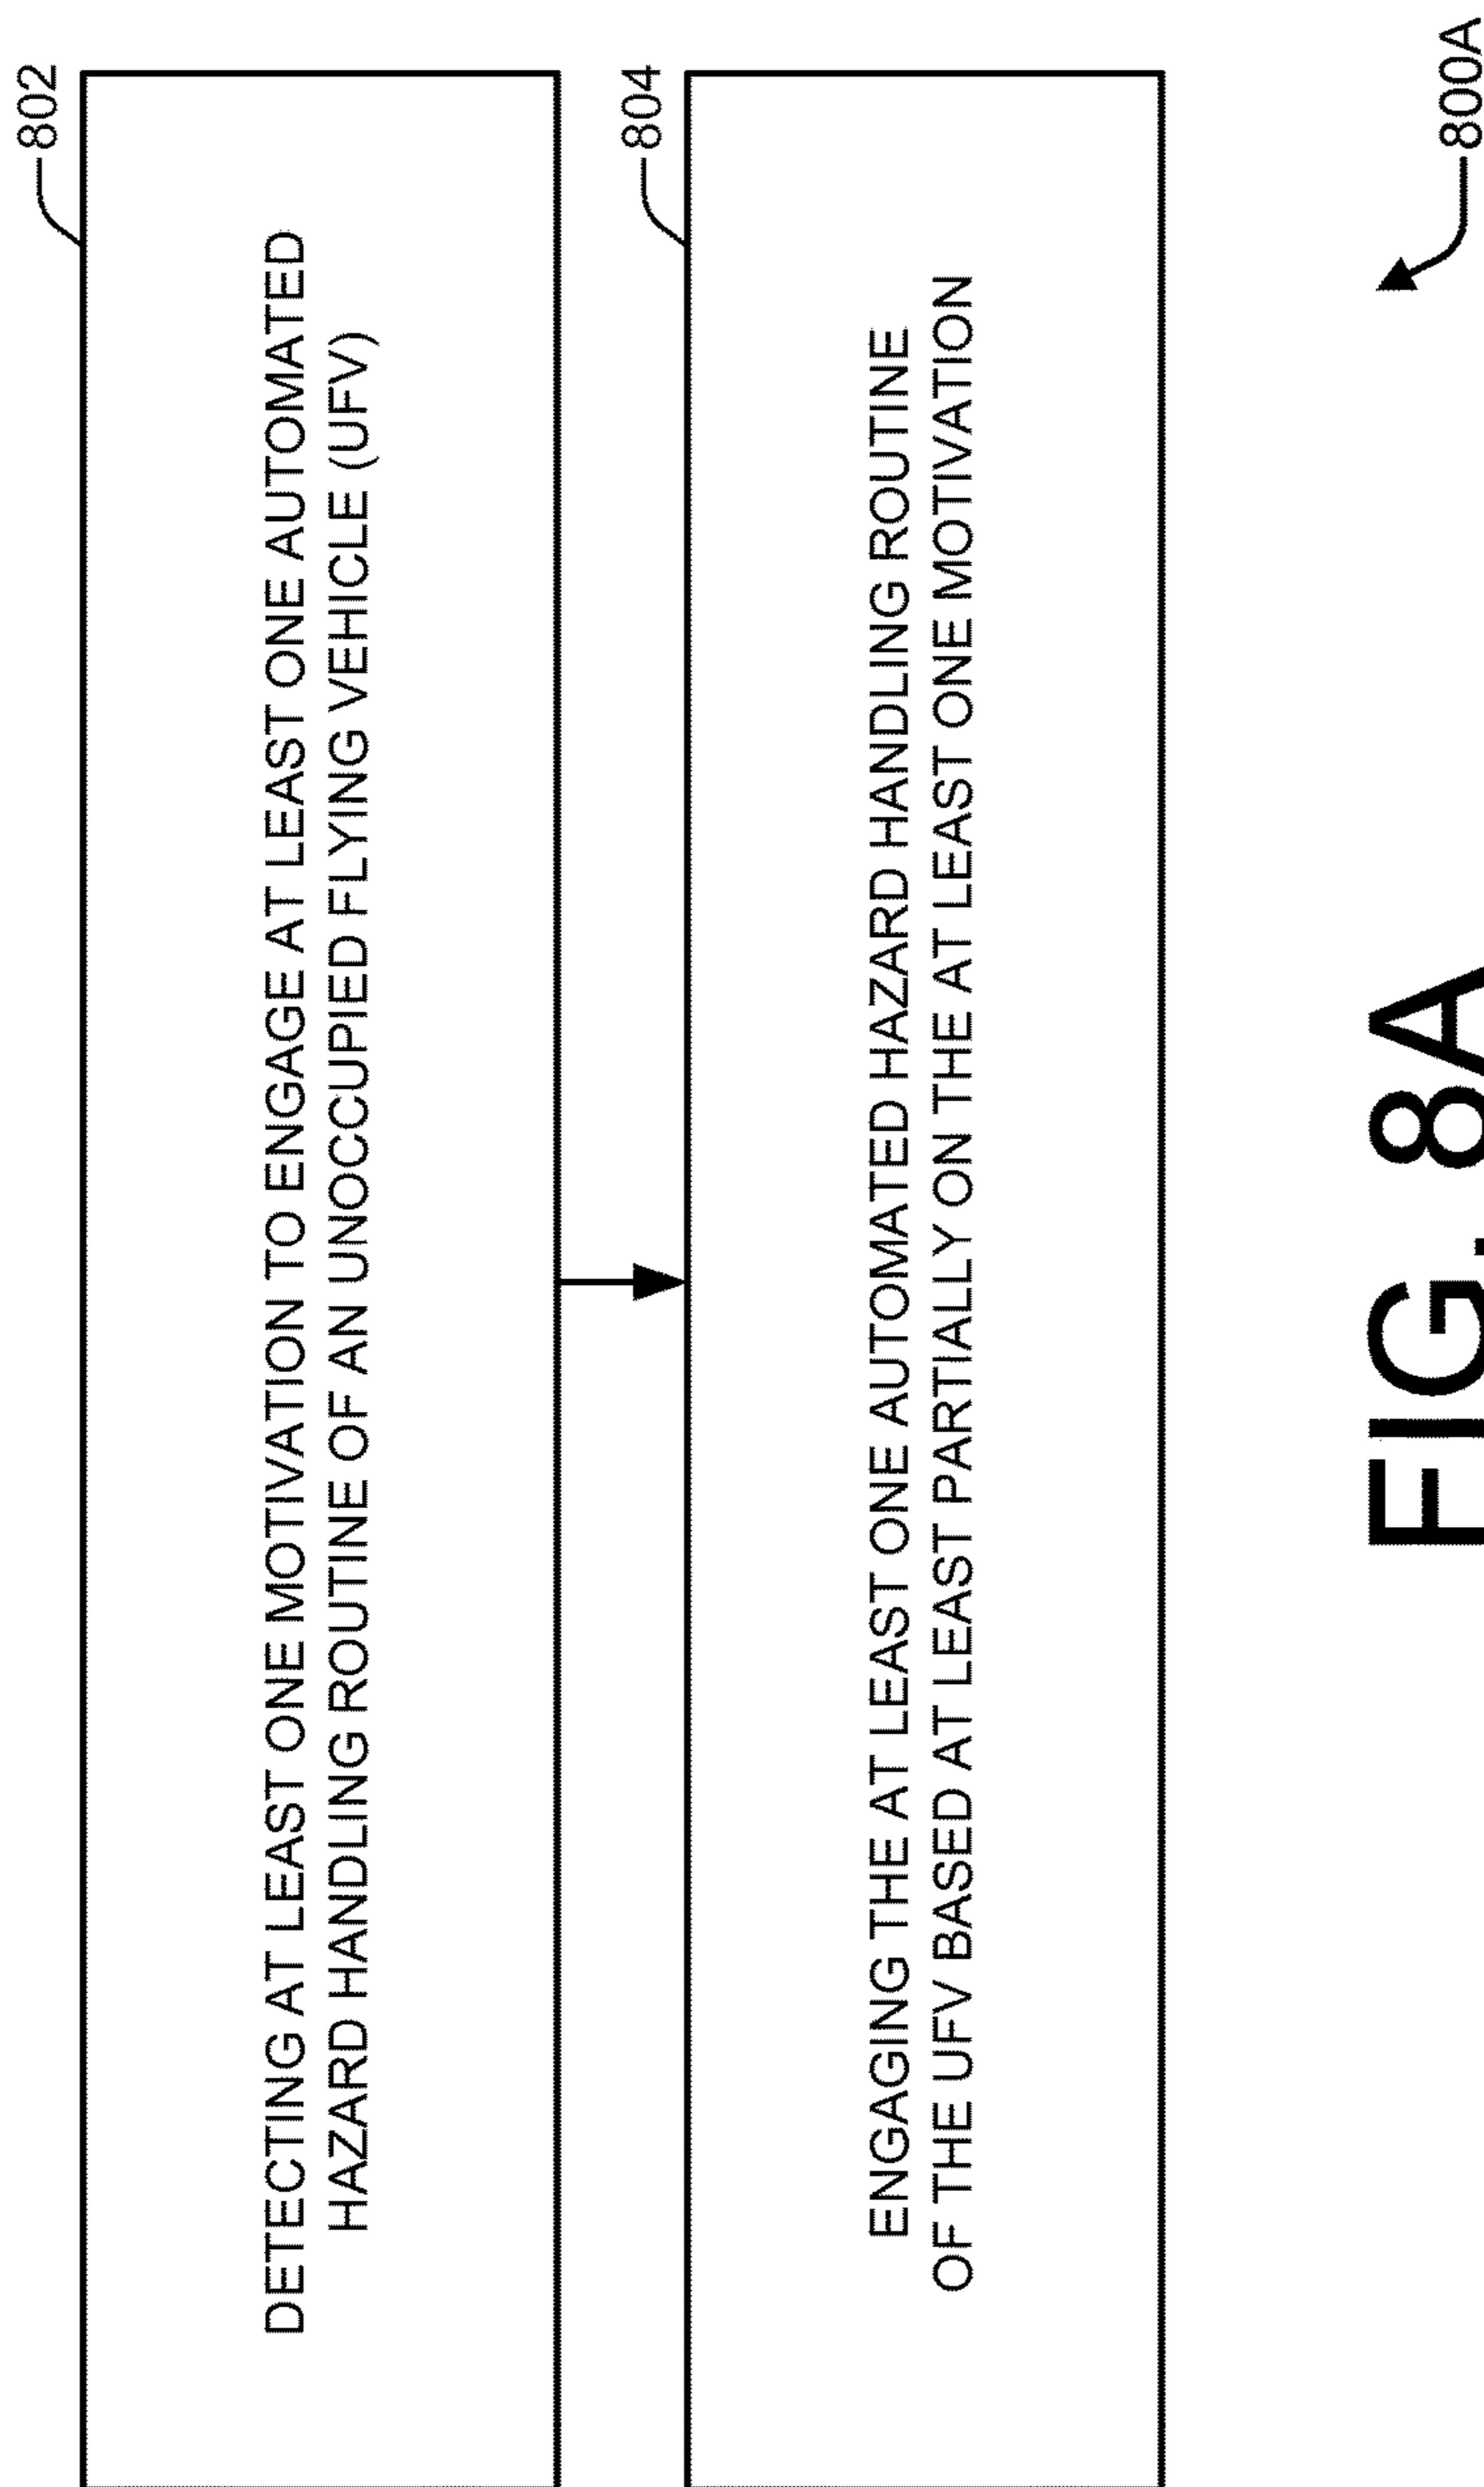 802
DETECTING AT LEAST ONE MOTIVATION TO ENGAGE AT LEAST ONE AUTOMATED
HAZARD HANDLING ROUTINE OF AN UNOCCUPIED FLYING VEHICLE (UFV)
804
ENGAGING THE AT LEAST ONE AUTOMATED HAZARD HANDLING ROUTINE
OF THE UFV BASED AT LEAST PARTIALLY ON THE AT LEAST ONE MOTIVATION
800A
FIG. 8A